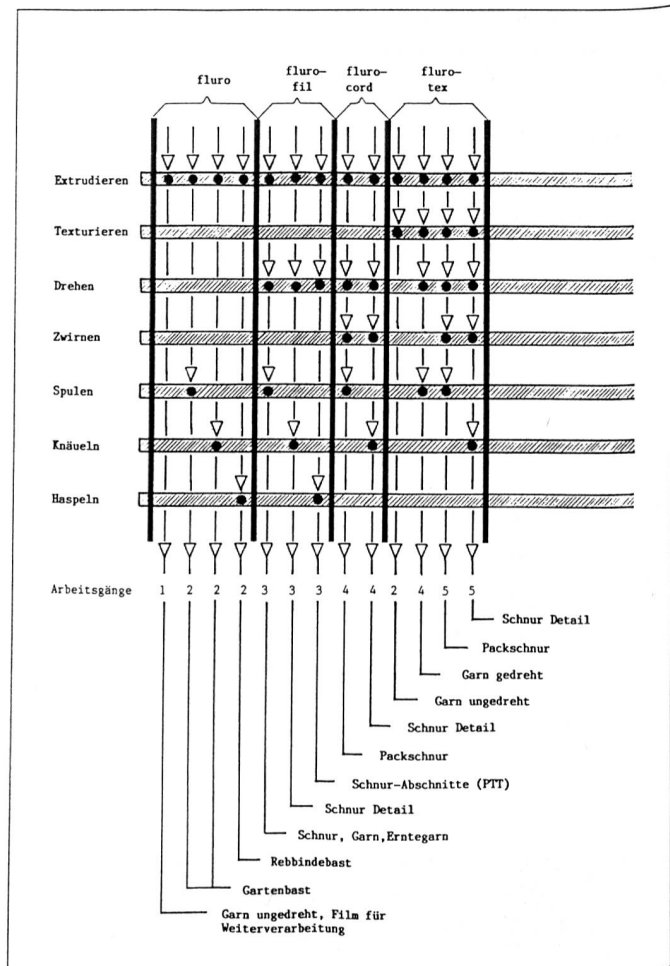 fluro
fluro-
fil
fluro-
cord
fluro-
tex
Extrudieren
Texturieren
Drehen
Zwirnen
Spulen
Knäueln
Haspeln
Arbeitsgänge 1 2 2 2 3 3 3 4 4 2 4 5 5
Schnur Detail
Packschnur
Garn gedreht
Garn ungedreht
Schnur Detail
Packschnur
Schnur-Abschnitte (PTT)
Schnur Detail
Schnur, Garn,Erntegarn
Rebbindebast
Gartenbast
Garn ungedreht, Film für
Weiterverarbeitung